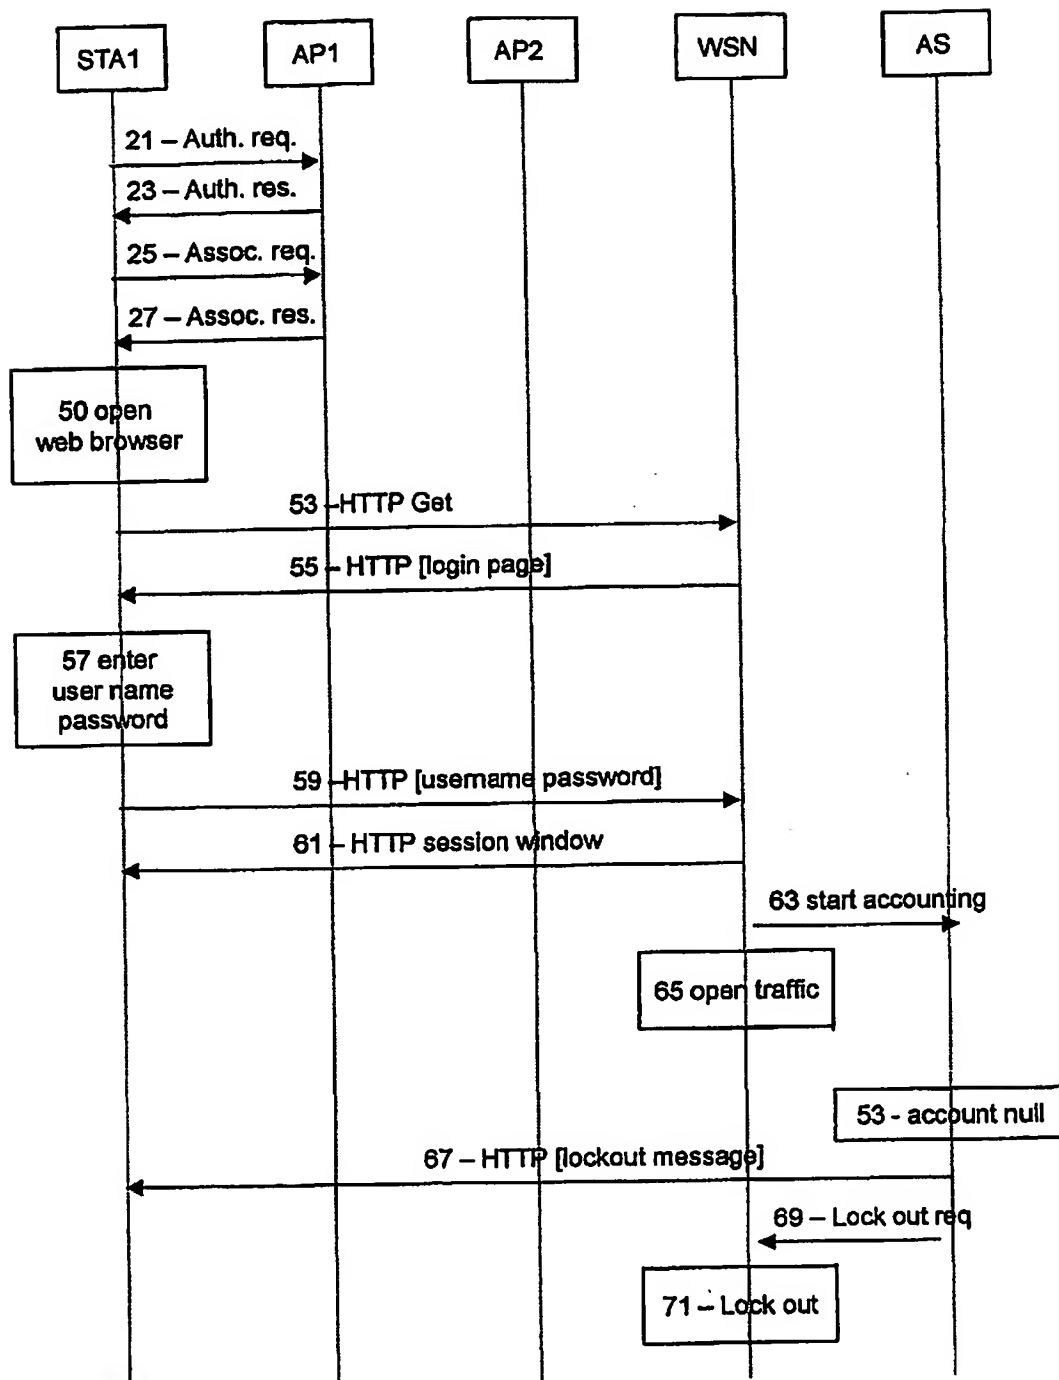 STA1 AP1 AP2 WSN AS
21 – Auth. req.
23 – Auth. res.
25 – Assoc. req.
27 – Assoc. res.
50 open
web browser
53 –HTTP Get
55 – HTTP [login page]
57 enter
user name
password
59 –HTTP [username password]
61 – HTTP session window
63 start accounting
65 open traffic
53 - account null
67 – HTTP [lockout message]
69 – Lock out req
71 – Lock out